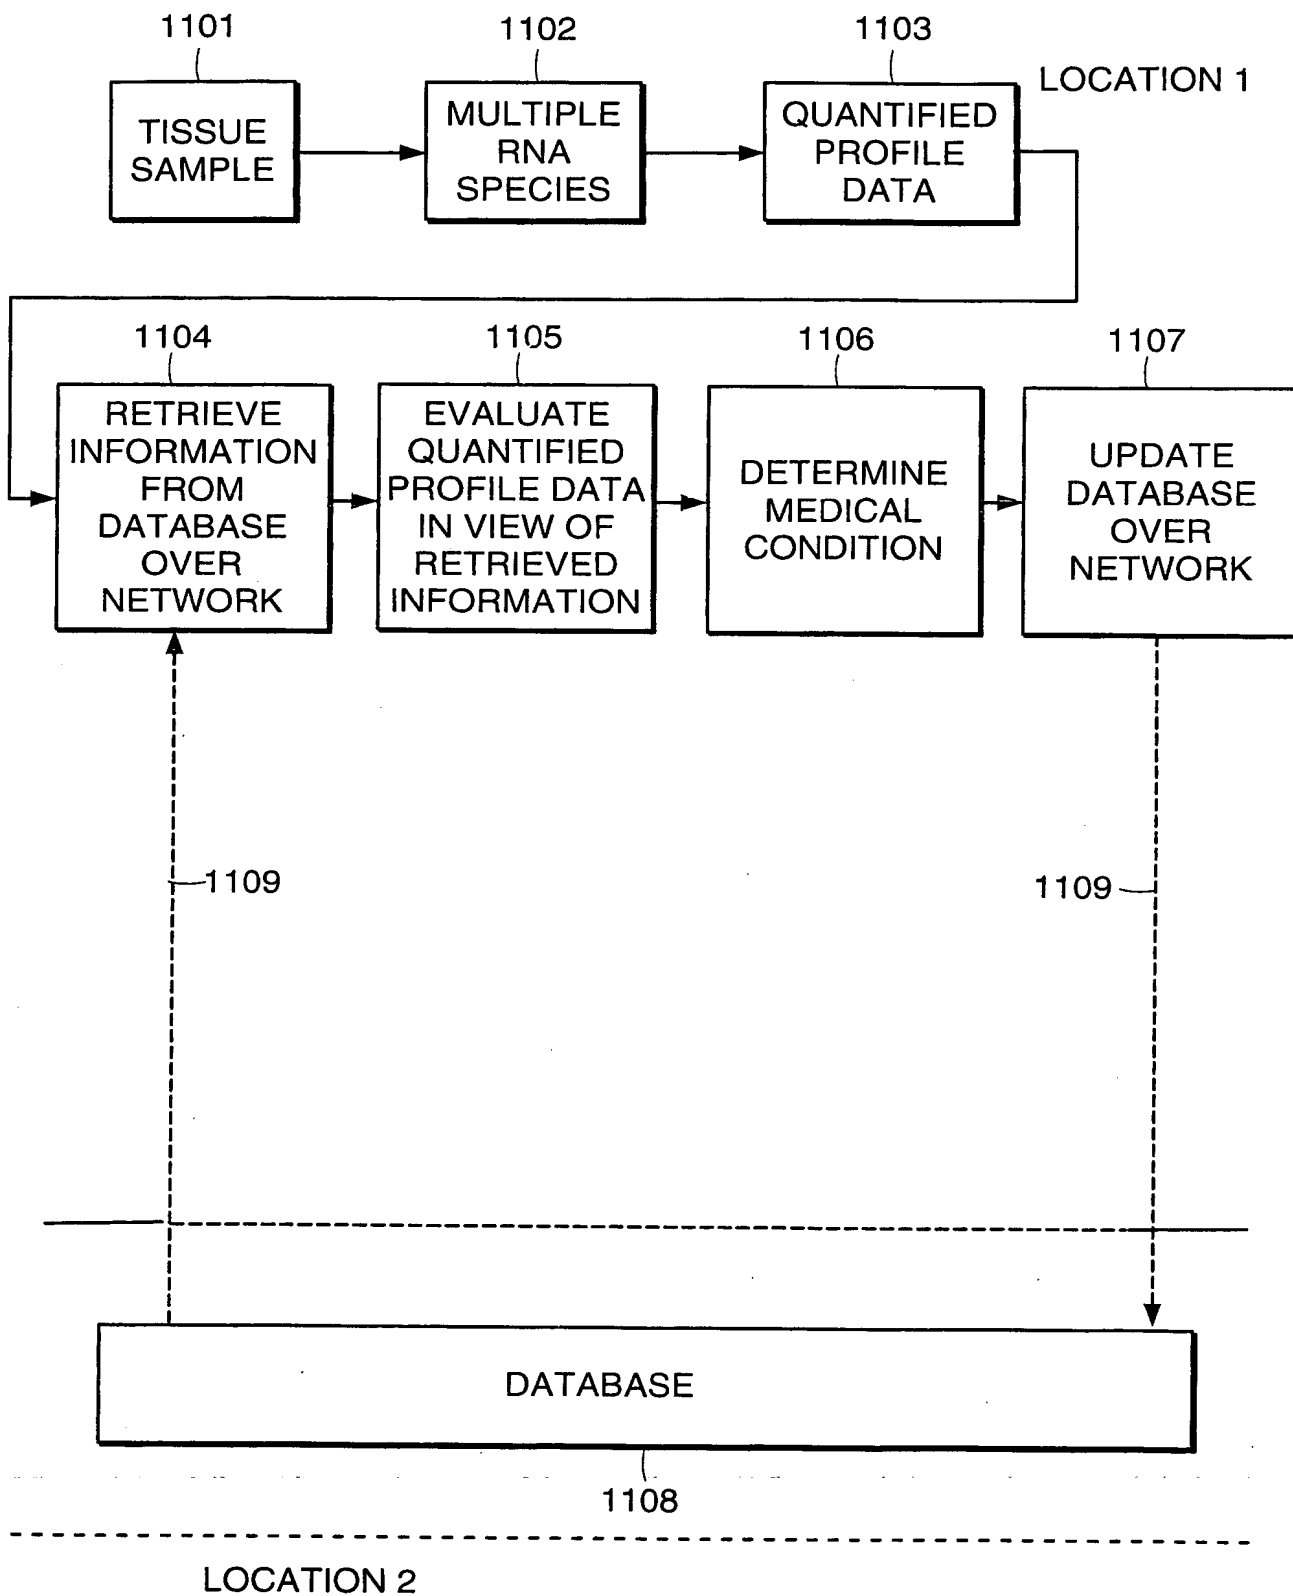 1101
1102
1103
LOCATION 1
TISSUE
SAMPLE
MULTIPLE
RNA
SPECIES
QUANTIFIED
PROFILE
DATA
1104
1105
1106
1107
RETRIEVE
INFORMATION
FROM
DATABASE
OVER
NETWORK
EVALUATE
QUANTIFIED
PROFILE DATA
IN VIEW OF
RETRIEVED
INFORMATION
DETERMINE
MEDICAL
CONDITION
UPDATE
DATABASE
OVER
NETWORK
1109
1109
DATABASE
1108
LOCATION 2